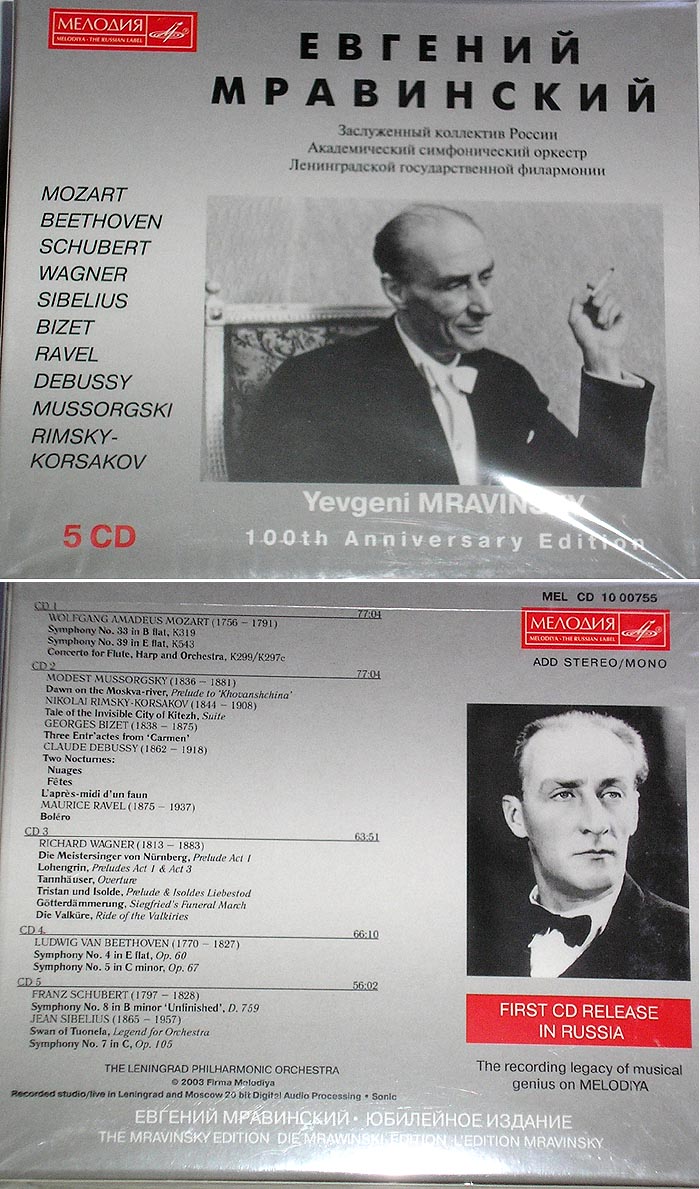 МЕЛОДИЯ
MELODIYA - THE RUSSIAN LABEL
ЕВГЕНИЙ
МРАВИНСКИЙ
Заслуженный коллектив России
Академический симфонический оркестр
Ленинградской государственной филармонии
MOZART
BEETHOVEN
SCHUBERT
WAGNER
SIBELIUS
BIZET
RAVEL
DEBUSSY
MUSSORGSKI
RIMSKY-
KORSAKOV
Yevgeni MRAVINSKY
5 CD
100th Anniversary Edition
MEL CD 10 00755
МЕЛОДИЯ
MELODIYA - THE RUSSIAN LABEL
ADD STEREO/MONO
CD 1 77:04
WOLFGANG AMADEUS MOZART (1756 – 1791)
Symphony No. 33 in B flat, K319
Symphony No. 39 in E flat, K543
Concerto for Flute, Harp and Orchestra, K299/K297c
CD 2 77:04
MODEST MUSSORGSKY (1836 – 1881)
Dawn on the Moskva-river, Prelude to ‘Khovanshchina’
NIKOLAI RIMSKY-KORSAKOV (1844 – 1908)
Tale of the Invisible City of Kitezh, Suite
GEORGES BIZET (1838 – 1875)
Three Entr’actes from ‘Carmen’
CLAUDE DEBUSSY (1862 – 1918)
Two Nocturnes:
Nuages
Fêtes
L’après-midi d’un faun
MAURICE RAVEL (1875 – 1937)
Boléro
CD 3 63:51
RICHARD WAGNER (1813 – 1883)
Die Meistersinger von Nürnberg, Prelude Act 1
Lohengrin, Preludes Act 1 & Act 3
Tannhäuser, Overture
Tristan und Isolde, Prelude & Isoldes Liebestod
Götterdämmerung, Siegfried’s Funeral March
Die Valküre, Ride of the Valkiries
CD 4. 66:10
LUDWIG VAN BEETHOVEN (1770 – 1827)
Symphony No. 4 in E flat, Op. 60
Symphony No. 5 in C minor, Op. 67
CD 5 56:02
FRANZ SCHUBERT (1797 – 1828)
Symphony No. 8 in B minor ‘Unfinished’, D. 759
JEAN SIBELIUS (1865 – 1957)
Swan of Tuonela, Legend for Orchestra
Symphony No. 7 in C, Op. 105
FIRST CD RELEASE
IN RUSSIA
The recording legacy of musical
genius on MELODIYA
THE LENINGRAD PHILHARMONIC ORCHESTRA
© 2003 Firma Melodiya
Recorded studio/live in Leningrad and Moscow 20 bit Digital Audio Processing • Sonic
ЕВГЕНИЙ МРАВИНСКИЙ • ЮБИЛЕЙНОЕ ИЗДАНИЕ
THE MRAVINSKY EDITION DIE MRAWINSKI EDITION L'EDITION MRAVINSKY